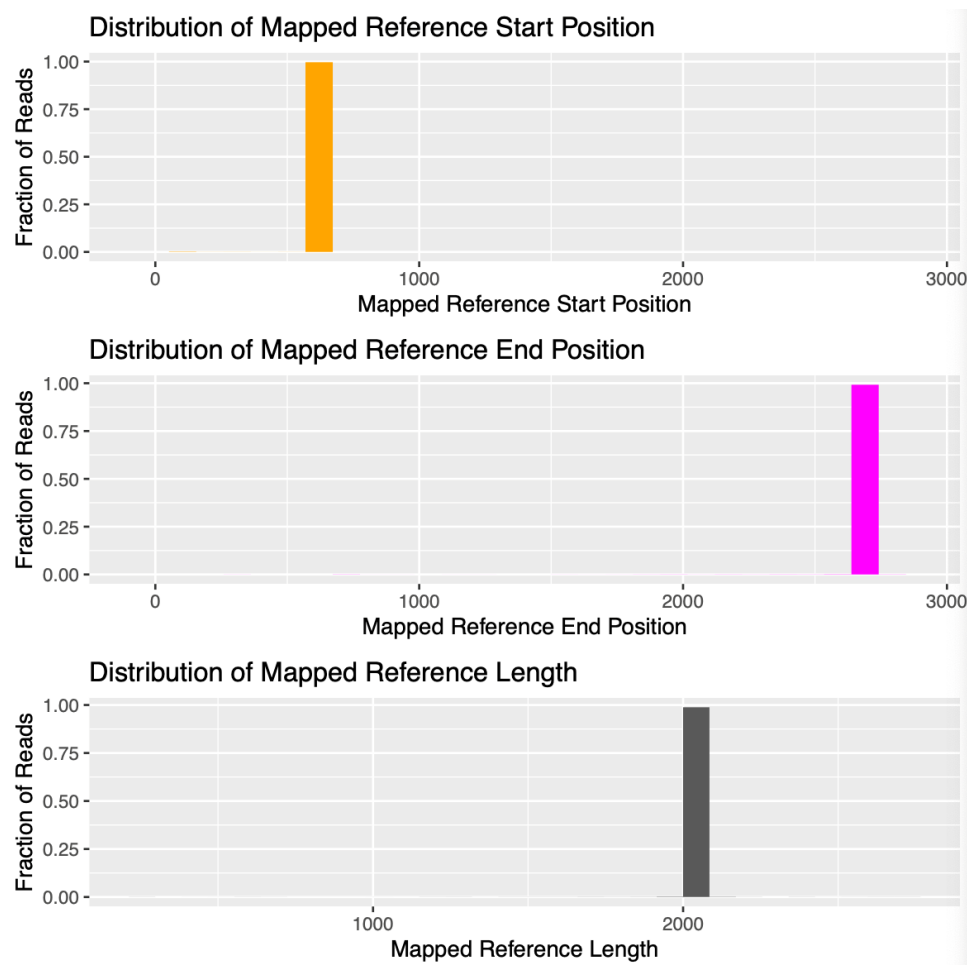 Distribution of Mapped Reference Start Position
Fraction of Reads
1.00
0.75
0.50
0.25
0.00
0 1000 2000 3000
Mapped Reference Start Position
Distribution of Mapped Reference End Position
Fraction of Reads
1.00
0.75
0.50
0.25
0.00
0 1000 2000 3000
Mapped Reference End Position
Distribution of Mapped Reference Length
Fraction of Reads
1.00
0.75
0.50
0.25
0.00
1000 2000
Mapped Reference Length